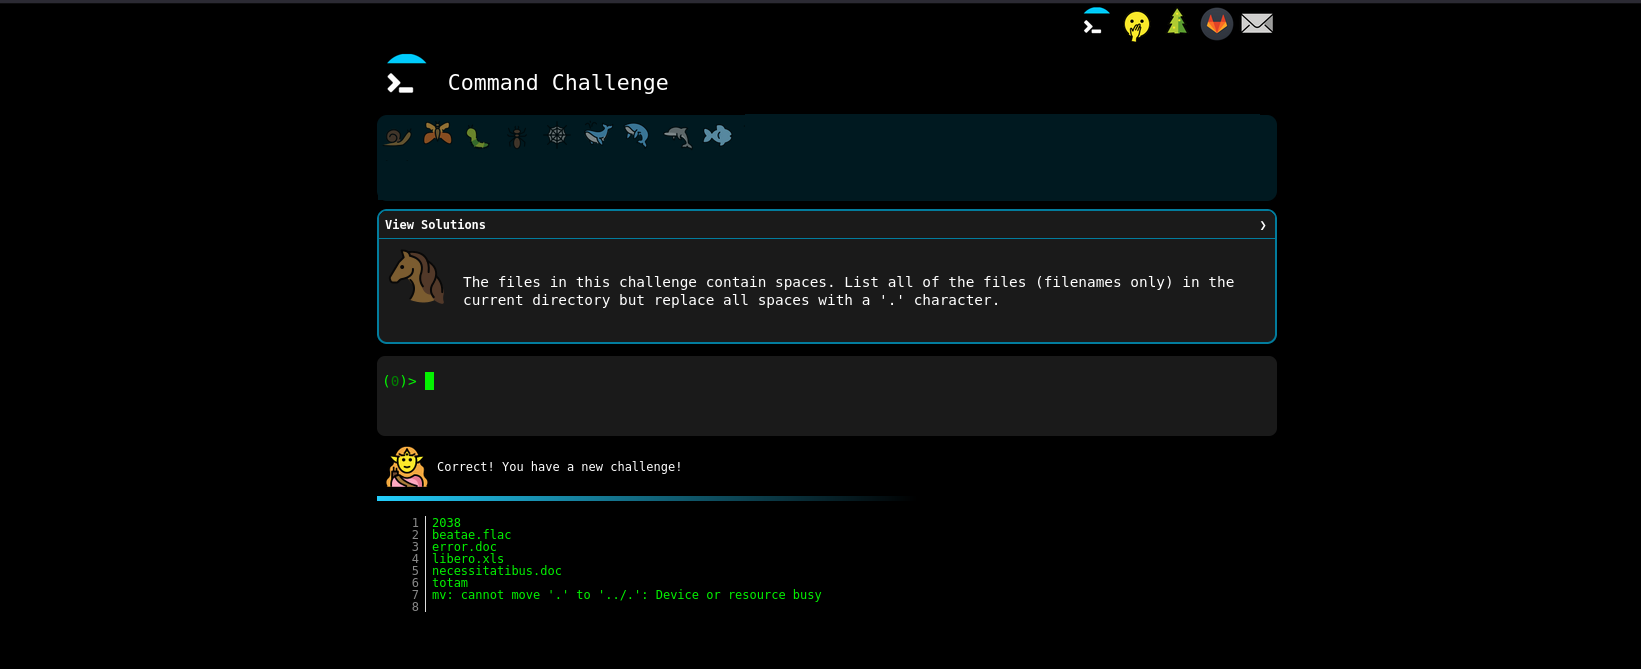 Command Challenge
View Solutions ❯
The files in this challenge contain spaces. List all of the files (filenames only) in the
current directory but replace all spaces with a '.' character.
(0)>
Correct! You have a new challenge!
1 2038
2 beatae.flac
3 error.doc
4 libero.xls
5 necessitatibus.doc
6 totam
7 mv: cannot move '.' to '../.': Device or resource busy
8